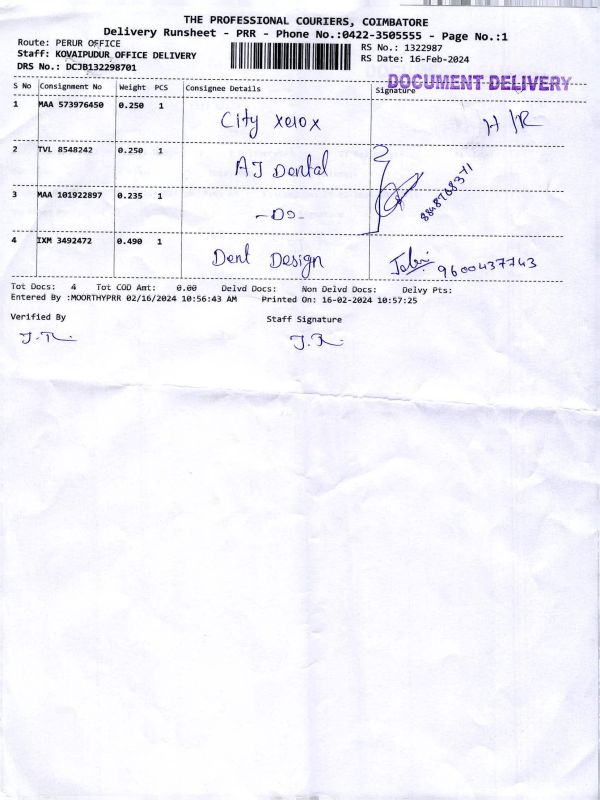 THE PROFESSIONAL COURIERS, COIMBATORE
Delivery Runsheet - PRR - Phone No.:0422-3505555 - Page No.:1
Route: PERUR OFFICE
RS No.: 1322987
Staff: KOVAIPUDUR OFFICE DELIVERY
RS Date: 16-Feb-2024
DRS No.: DCJB132298701
DOCUMENT DELIVERY
S No Consignment No Weight PCS Consignee Details Signature
1 MAA 573976450 0.250 1 City Xerox H/R
2 TVL 8548242 0.250 1 AJ Dental
3 MAA 101922897 0.235 1 -Do- 8848768371
4 IXM 3492472 0.490 1 Dent Design 9600437743
Tot Docs: 4 Tot COD Amt: 0.00 Delvd Docs: Non Delvd Docs: Delvy Pts:
Entered By :MOORTHYPRR 02/16/2024 10:56:43 AM Printed On: 16-02-2024 10:57:25
Verified By Staff Signature